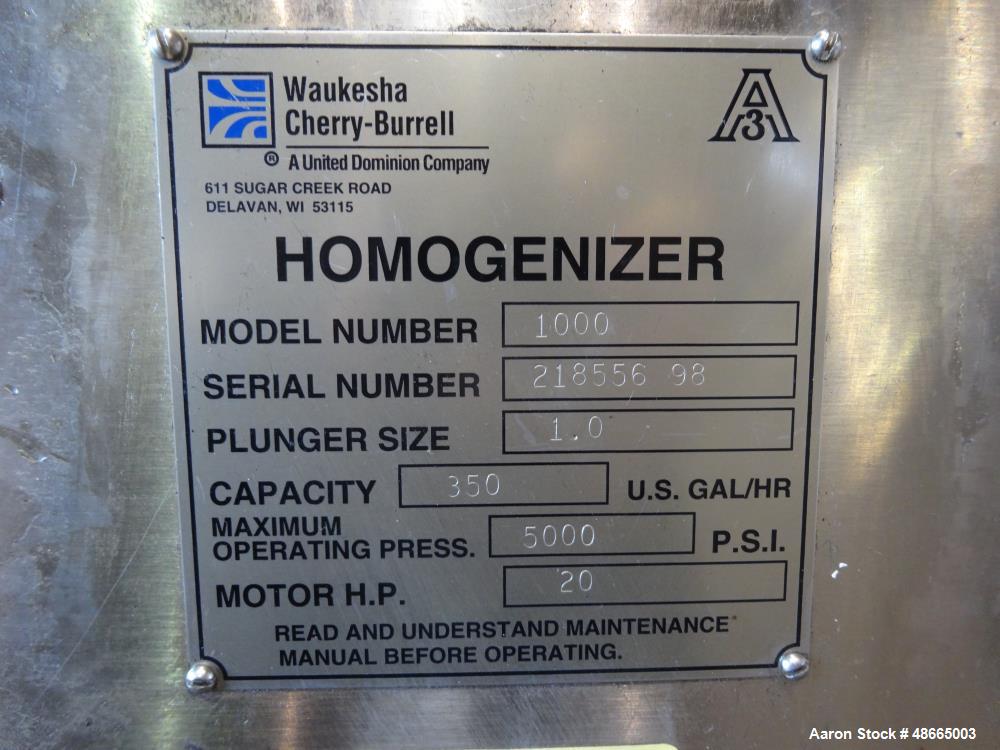 Waukesha
Cherry-Burrell
® A United Dominion Company
611 SUGAR CREEK ROAD
DELAVAN, WI 53115
A
3
HOMOGENIZER
MODEL NUMBER 1000
SERIAL NUMBER 218556 98
PLUNGER SIZE 1.0
CAPACITY 350 U.S. GAL/HR
MAXIMUM
OPERATING PRESS. 5000 P.S.I.
MOTOR H.P. 20
READ AND UNDERSTAND MAINTENANCE
MANUAL BEFORE OPERATING.
Aaron Stock # 48665003